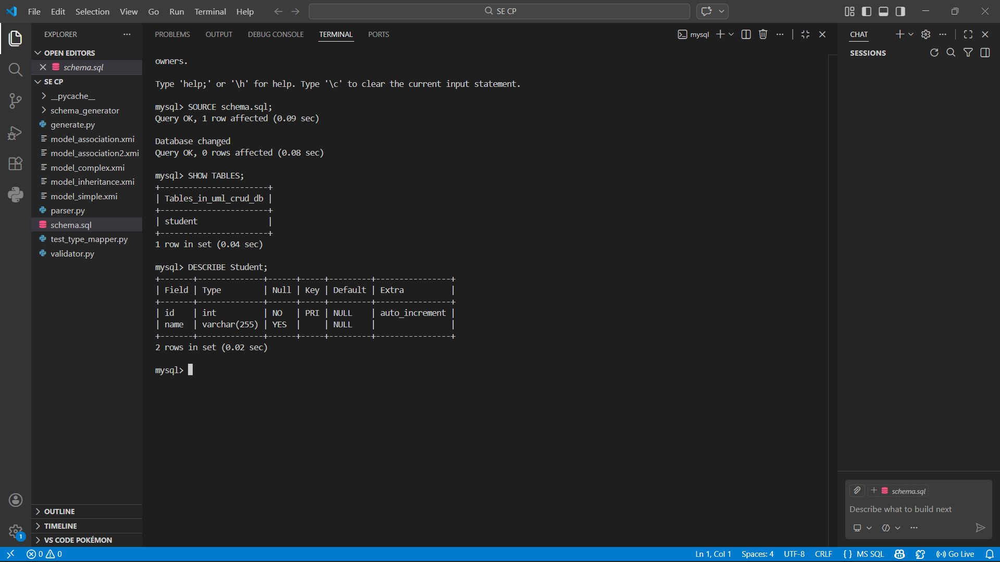 File Edit Selection View Go Run Terminal Help
SE CP
EXPLORER
OPEN EDITORS
schema.sql
SE CP
__pycache__
schema_generator
generate.py
model_association.xmi
model_association2.xmi
model_complex.xmi
model_inheritance.xmi
model_simple.xmi
parser.py
schema.sql
test_type_mapper.py
validator.py
OUTLINE
TIMELINE
VS CODE POKÉMON
1
PROBLEMS OUTPUT DEBUG CONSOLE TERMINAL PORTS
mysql
owners.
Type 'help;' or '\h' for help. Type '\c' to clear the current input statement.
mysql> SOURCE schema.sql;
Query OK, 1 row affected (0.09 sec)
Database changed
Query OK, 0 rows affected (0.08 sec)
mysql> SHOW TABLES;
+-----------------------+
| Tables_in_uml_crud_db |
+-----------------------+
| student               |
+-----------------------+
1 row in set (0.04 sec)
mysql> DESCRIBE Student;
+-------+--------------+------+-----+---------+----------------+
| Field | Type         | Null | Key | Default | Extra          |
+-------+--------------+------+-----+---------+----------------+
| id    | int          | NO   | PRI | NULL    | auto_increment |
| name  | varchar(255) | YES  |     | NULL    |                |
+-------+--------------+------+-----+---------+----------------+
2 rows in set (0.02 sec)
mysql>
CHAT
SESSIONS
schema.sql
Describe what to build next
0 0
Ln 1, Col 1 Spaces: 4 UTF-8 CRLF { } MS SQL Go Live